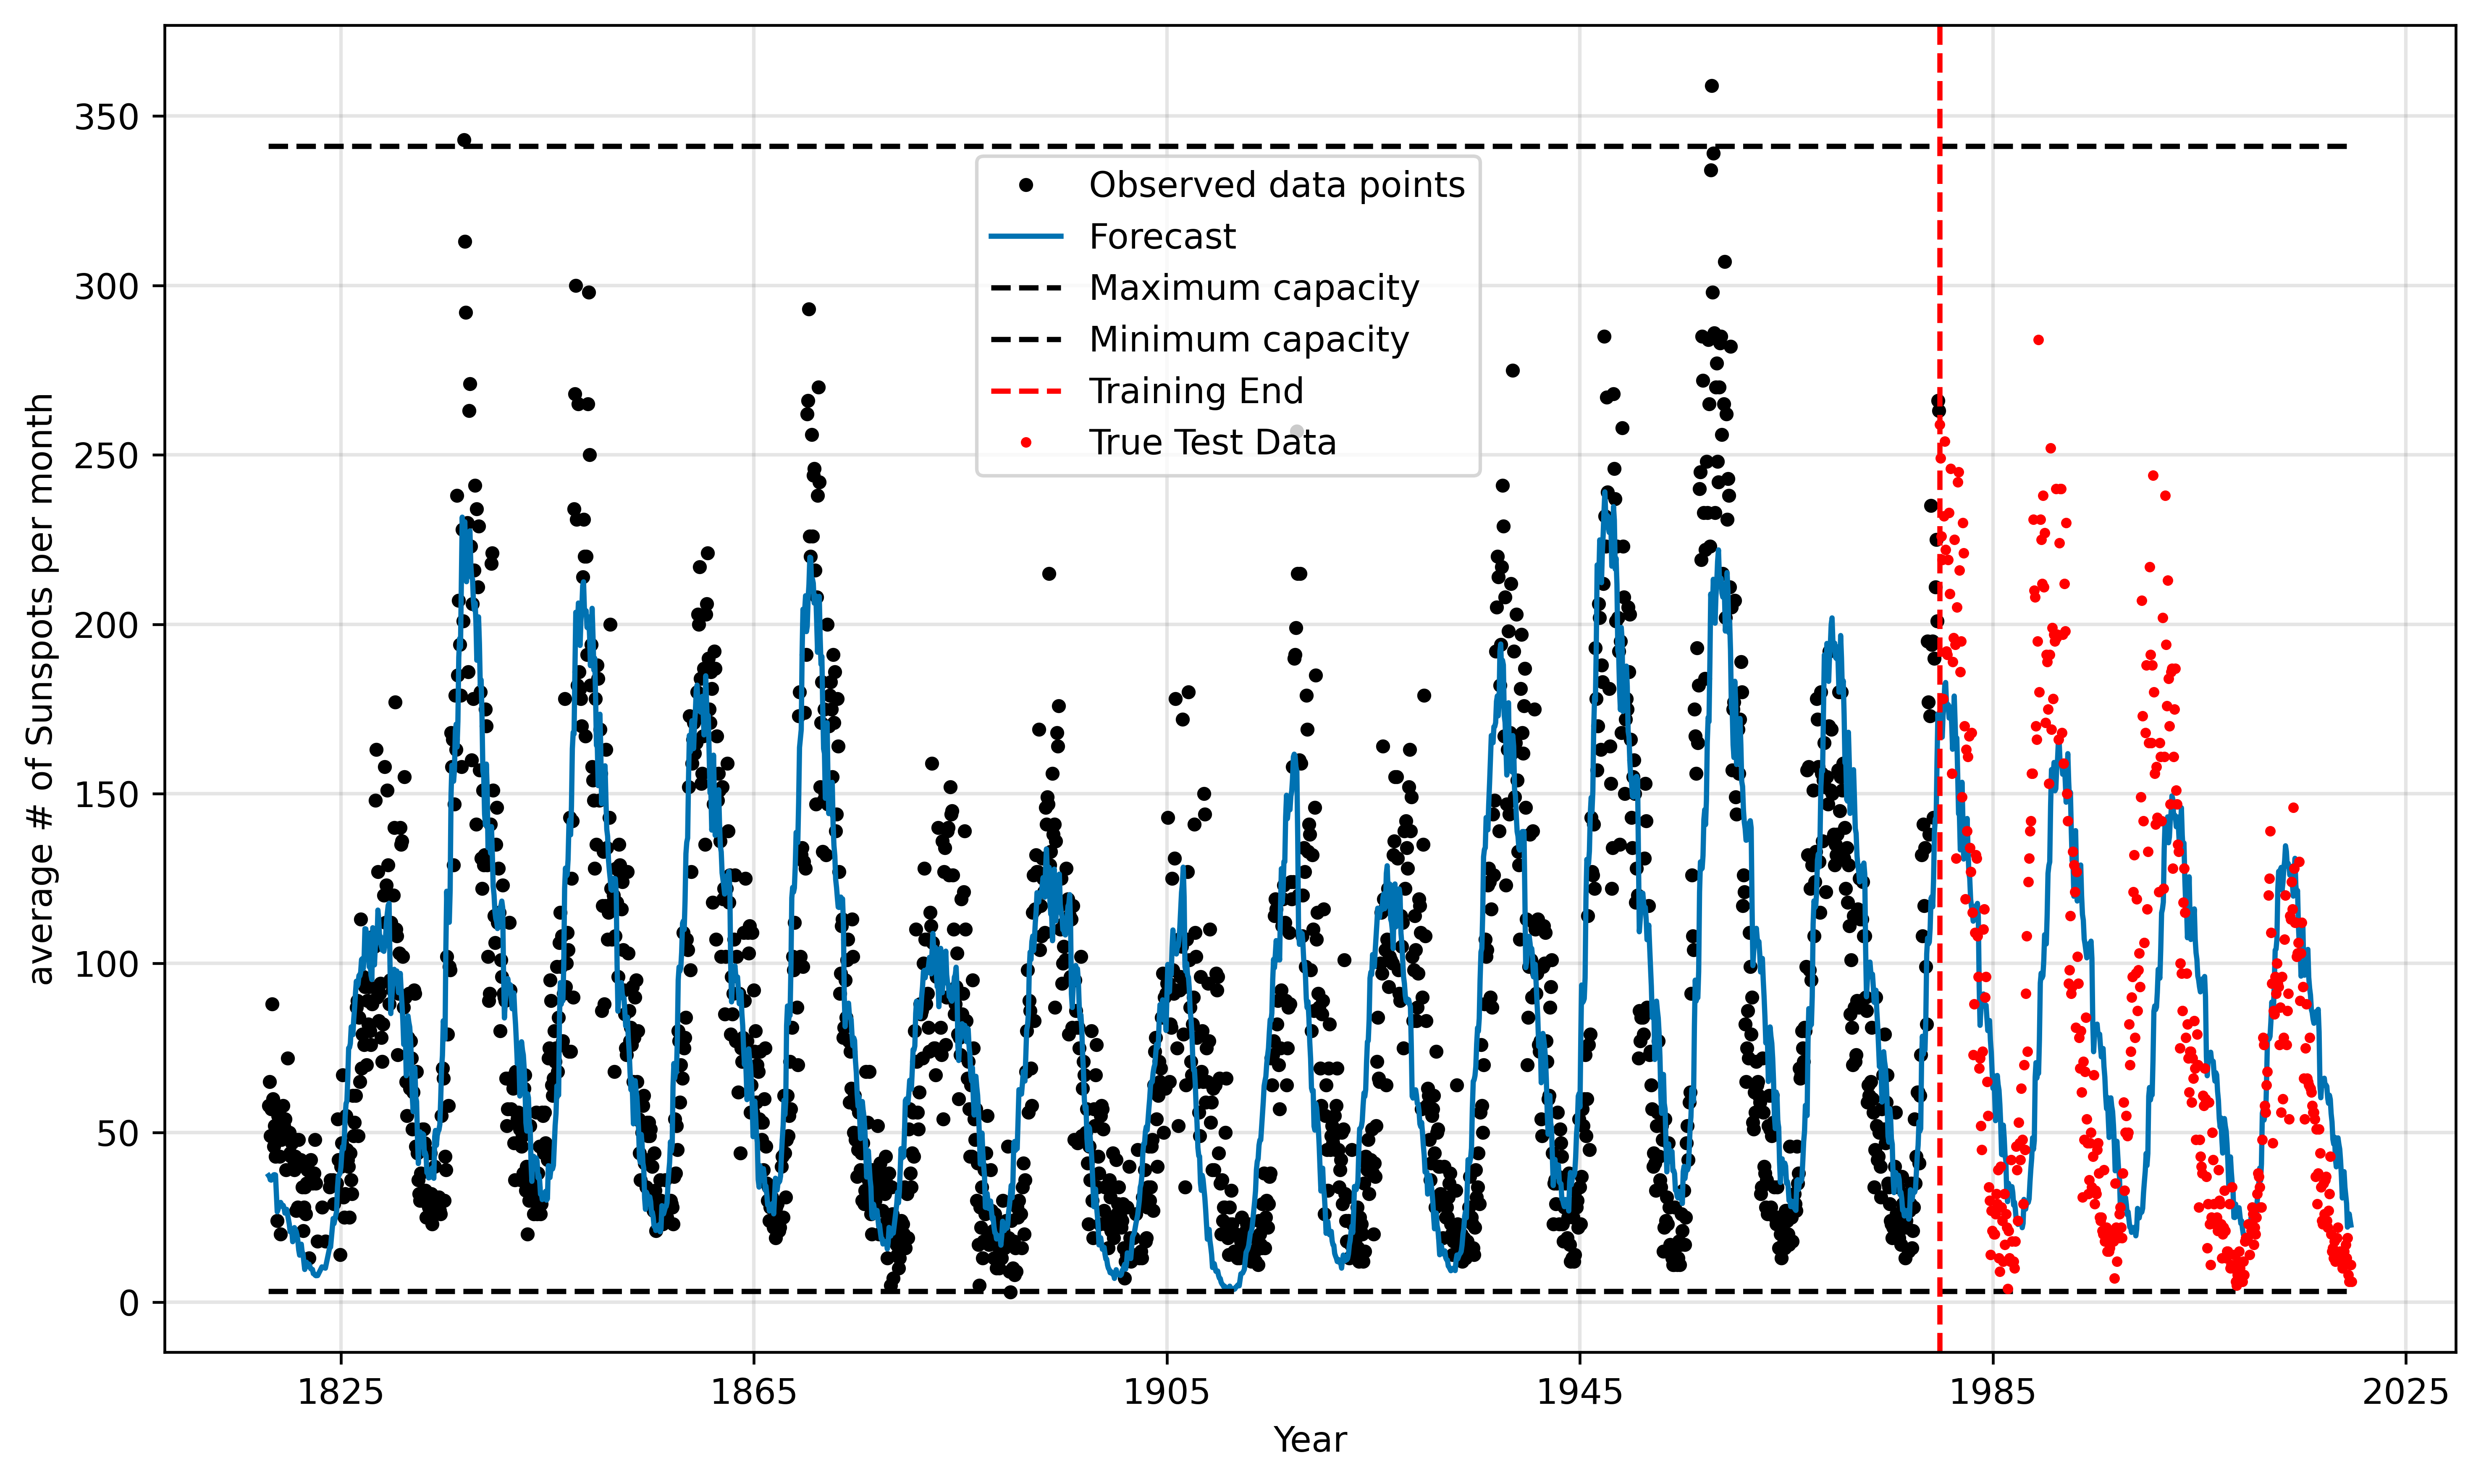 350
300
250
200
150
100
50
0
average # of Sunspots per month
Observed data points
Forecast
Maximum capacity
Minimum capacity
Training End
True Test Data
1825 1865 1905 1945 1985 2025
Year